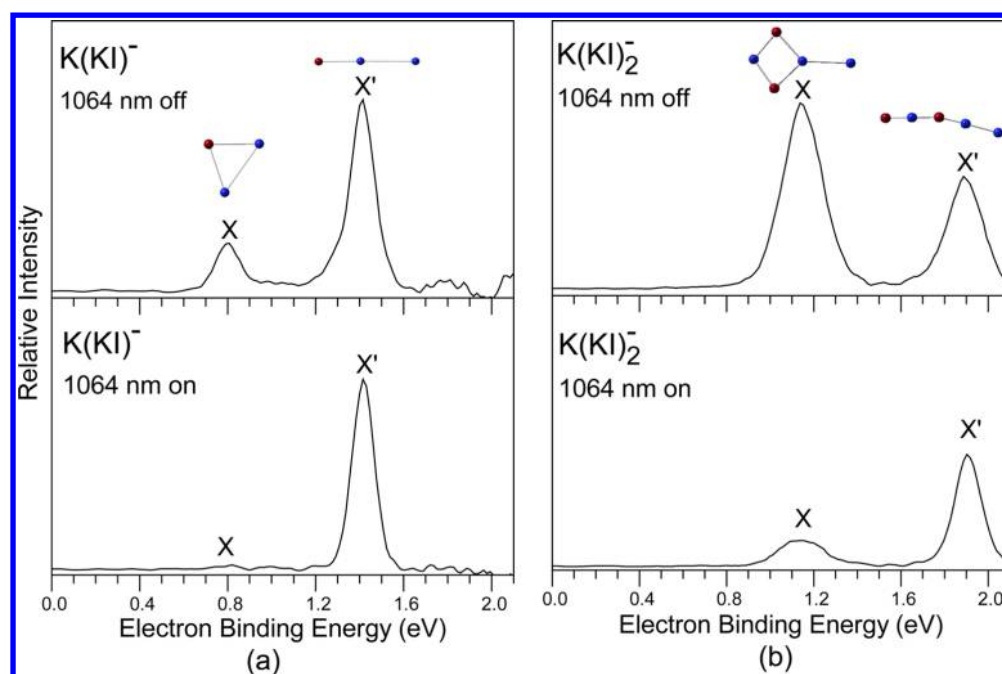 K(KI)⁻
1064 nm off
X
X'
K(KI)₂⁻
1064 nm off
X
X'
Relative Intensity
K(KI)⁻
1064 nm on
X
X'
K(KI)₂⁻
1064 nm on
X
X'
0.0 0.4 0.8 1.2 1.6 2.0
Electron Binding Energy (eV)
(a)
0.0 0.4 0.8 1.2 1.6 2.0
Electron Binding Energy (eV)
(b)